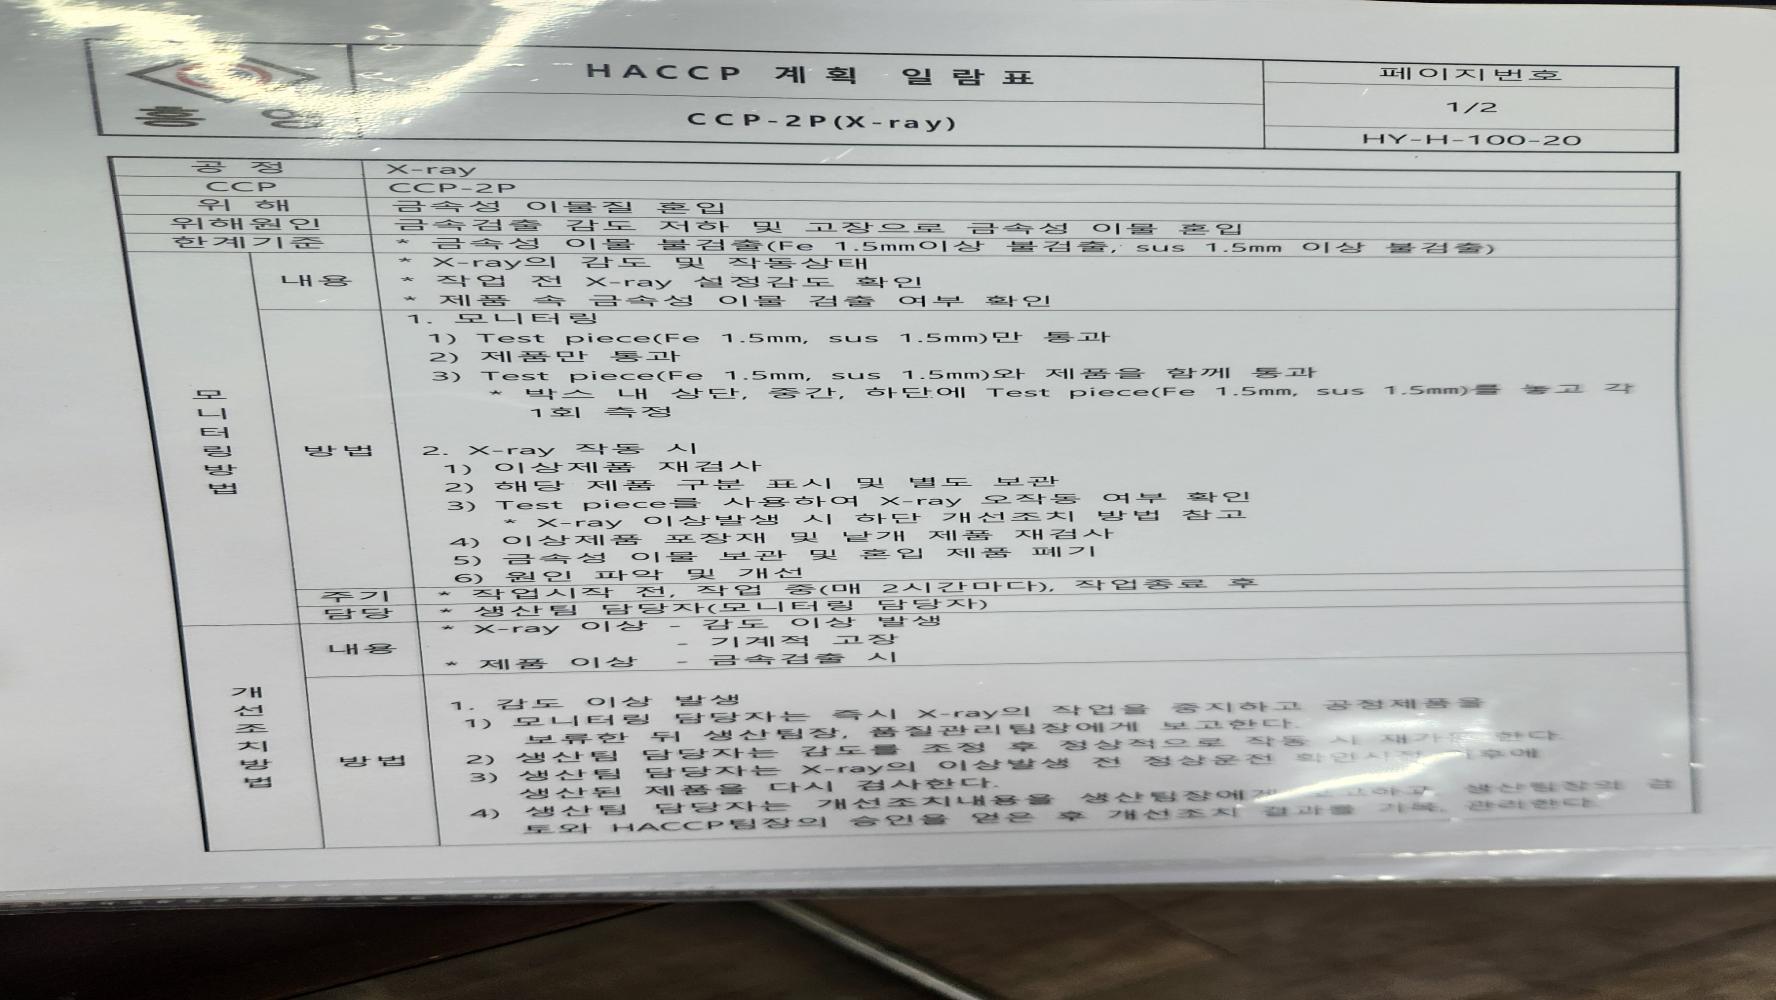 흥 양
HACCP 계획 일람표
CCP-2P(X-ray)
페이지번호
1/2
HY-H-100-20
공 정 X-ray
CCP CCP-2P
위 해 금속성 이물질 혼입
위해원인 금속검출 감도 저하 및 고장으로 금속성 이물 혼입
한계기준 * 금속성 이물 불검출(Fe 1.5mm이상 불검출, sus 1.5mm 이상 불검출)
모니터링방법
내용
* X-ray의 감도 및 작동상태
* 작업 전 X-ray 설정감도 확인
* 제품 속 금속성 이물 검출 여부 확인
방법
1. 모니터링
1) Test piece(Fe 1.5mm, sus 1.5mm)만 통과
2) 제품만 통과
3) Test piece(Fe 1.5mm, sus 1.5mm)와 제품을 함께 통과
* 박스 내 상단, 중간, 하단에 Test piece(Fe 1.5mm, sus 1.5mm)를 놓고 각
1회 측정
2. X-ray 작동 시
1) 이상제품 재검사
2) 해당 제품 구분 표시 및 별도 보관
3) Test piece를 사용하여 X-ray 오작동 여부 확인
* X-ray 이상발생 시 하단 개선조치 방법 참고
4) 이상제품 포장재 및 낱개 제품 재검사
5) 금속성 이물 보관 및 혼입 제품 폐기
6) 원인 파악 및 개선
주기 * 작업시작 전, 작업 중(매 2시간마다), 작업종료 후
담당 * 생산팀 담당자(모니터링 담당자)
개선조치방법
내용
* X-ray 이상 - 감도 이상 발생
- 기계적 고장
* 제품 이상 - 금속검출 시
방법
1. 감도 이상 발생
1) 모니터링 담당자는 즉시 X-ray의 작업을 중지하고 공정제품을
보류한 뒤 생산팀장, 품질관리팀장에게 보고한다.
2) 생산팀 담당자는 감도를 조정 후 정상적으로 작동 시 한다.
3) 생산팀 담당자는 X-ray의 이상발생 전 정상운전 이후에
생산된 제품을 다시 검사한다.
4) 생산팀 담당자는 개선조치내용을 생산팀장에게 생산팀장의 검
토와 HACCP팀장의 승인을 얻은 후 개선조치 결과를 기록, 관리한다.